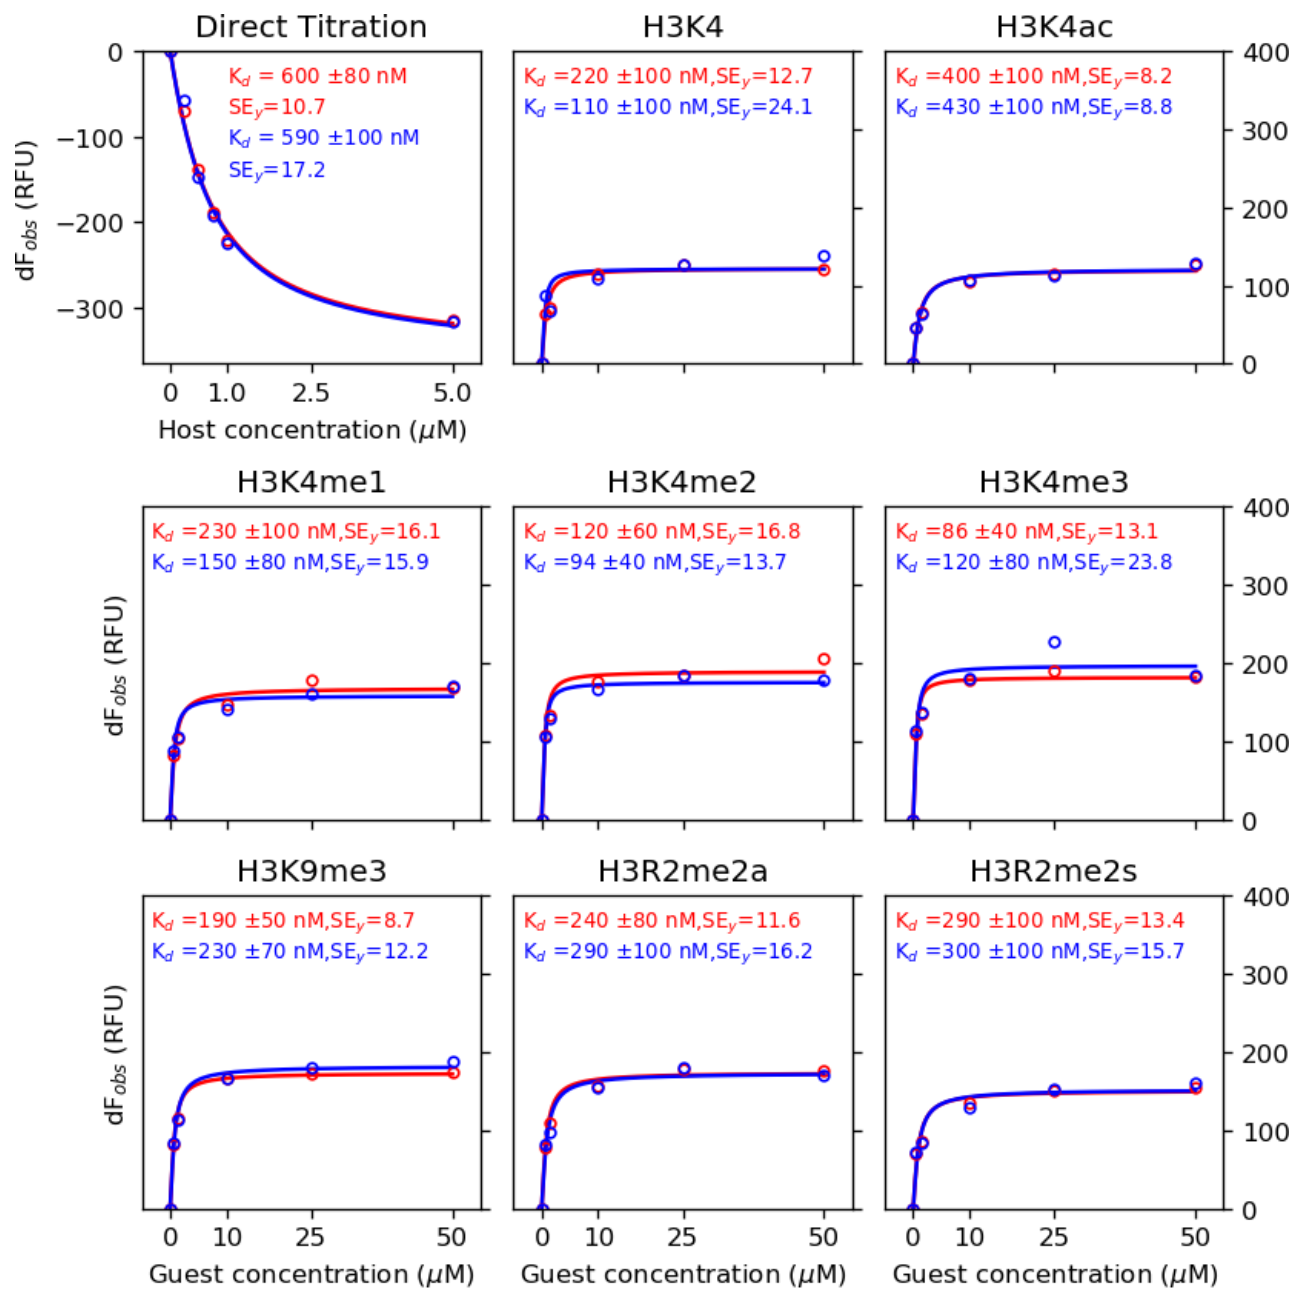 Direct Titration
H3K4
H3K4ac
K_d = 600 ±80 nM
SE_y=10.7
K_d = 590 ±100 nM
SE_y=17.2
K_d =220 ±100 nM,SE_y=12.7
K_d =110 ±100 nM,SE_y=24.1
K_d =400 ±100 nM,SE_y=8.2
K_d =430 ±100 nM,SE_y=8.8
dF_obs (RFU)
0
−100
−200
−300
400
300
200
100
0
0 1.0 2.5 5.0
Host concentration (μM)
H3K4me1
H3K4me2
H3K4me3
K_d =230 ±100 nM,SE_y=16.1
K_d =150 ±80 nM,SE_y=15.9
K_d =120 ±60 nM,SE_y=16.8
K_d =94 ±40 nM,SE_y=13.7
K_d =86 ±40 nM,SE_y=13.1
K_d =120 ±80 nM,SE_y=23.8
dF_obs (RFU)
400
300
200
100
0
H3K9me3
H3R2me2a
H3R2me2s
K_d =190 ±50 nM,SE_y=8.7
K_d =230 ±70 nM,SE_y=12.2
K_d =240 ±80 nM,SE_y=11.6
K_d =290 ±100 nM,SE_y=16.2
K_d =290 ±100 nM,SE_y=13.4
K_d =300 ±100 nM,SE_y=15.7
dF_obs (RFU)
400
300
200
100
0
0 10 25 50
0 10 25 50
0 10 25 50
Guest concentration (μM)
Guest concentration (μM)
Guest concentration (μM)